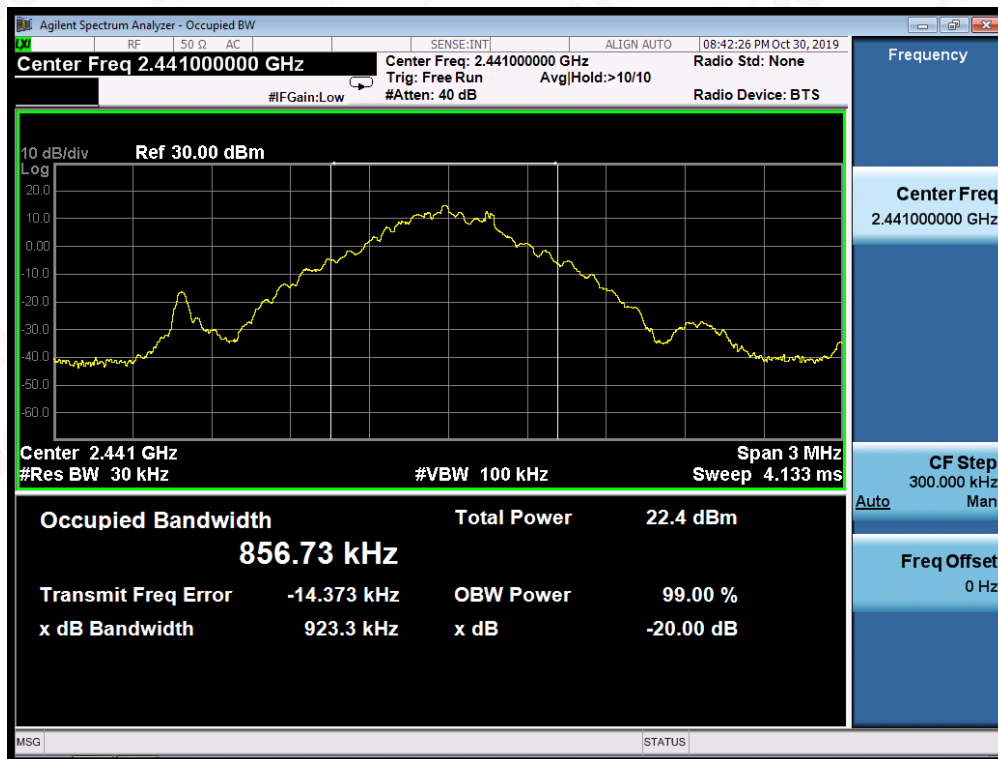 Agilent Spectrum Analyzer - Occupied BW
LXI RF 50 Ω AC SENSE:INT ALIGN AUTO 08:42:26 PM Oct 30, 2019
Center Freq 2.441000000 GHz
Center Freq: 2.441000000 GHz
Radio Std: None
Trig: Free Run
Avg|Hold:>10/10
#IFGain:Low
#Atten: 40 dB
Radio Device: BTS
10 dB/div
Ref 30.00 dBm
Log
20.0
10.0
0.00
-10.0
-20.0
-30.0
-40.0
-50.0
-60.0
Center 2.441 GHz
Span 3 MHz
#Res BW 30 kHz
#VBW 100 kHz
Sweep 4.133 ms
Occupied Bandwidth
Total Power 22.4 dBm
856.73 kHz
Transmit Freq Error -14.373 kHz
OBW Power 99.00 %
x dB Bandwidth 923.3 kHz
x dB -20.00 dB
MSG
STATUS
Frequency
Center Freq
2.441000000 GHz
CF Step
300.000 kHz
Auto Man
Freq Offset
0 Hz